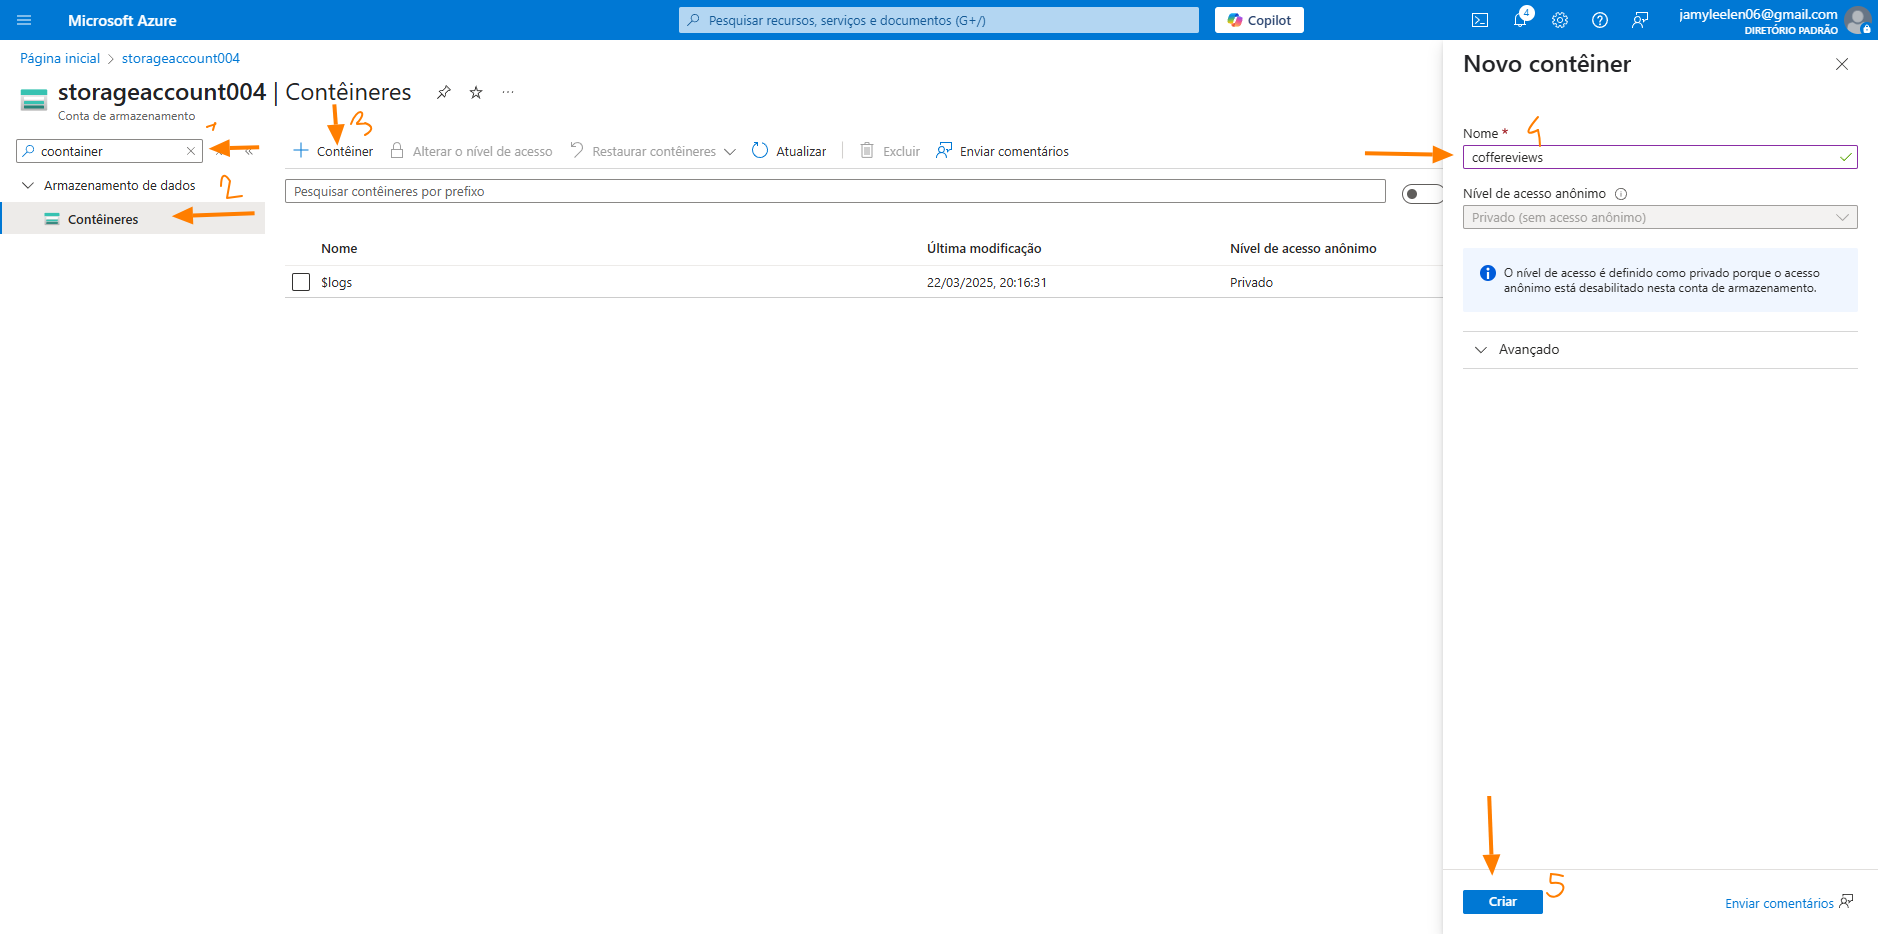 Microsoft Azure
Pesquisar recursos, serviços e documentos (G+/)
Copilot
4
jamyleelen06@gmail.com
DIRETÓRIO PADRÃO
Página inicial > storageaccount004
storageaccount004 | Contêineres
Conta de armazenamento
1
coontainer
Armazenamento de dados
2
Contêineres
3
Contêiner
Alterar o nível de acesso
Restaurar contêineres
Atualizar
Excluir
Enviar comentários
Pesquisar contêineres por prefixo
Nome
Última modificação
Nível de acesso anônimo
$logs
22/03/2025, 20:16:31
Privado
Novo contêiner
Nome *
4
coffereviews
Nível de acesso anônimo
Privado (sem acesso anônimo)
O nível de acesso é definido como privado porque o acesso
anônimo está desabilitado nesta conta de armazenamento.
Avançado
Criar
5
Enviar comentários